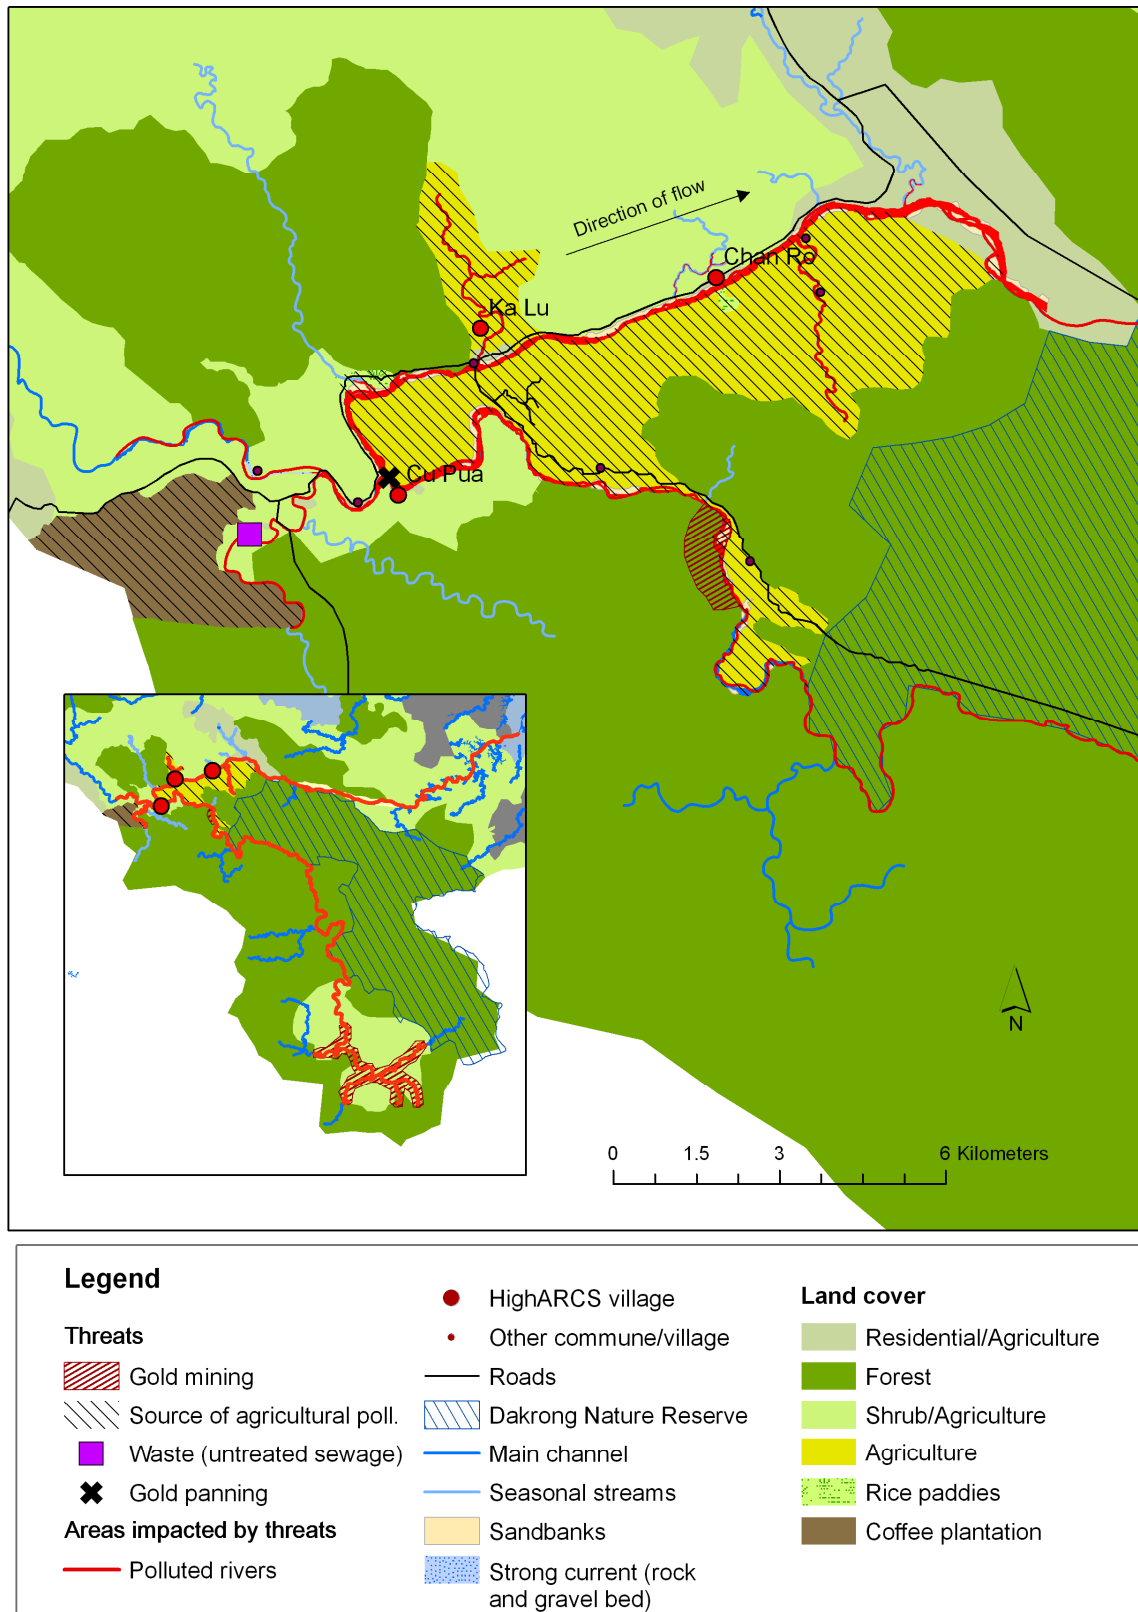 Direction of flow
Chan Ro
Ka Lu
Cu Pua
N
0 1.5 3 6 Kilometers
Legend
Threats
Gold mining
Source of agricultural poll.
Waste (untreated sewage)
Gold panning
Areas impacted by threats
Polluted rivers
HighARCS village
Other commune/village
Roads
Dakrong Nature Reserve
Main channel
Seasonal streams
Sandbanks
Strong current (rock
and gravel bed)
Land cover
Residential/Agriculture
Forest
Shrub/Agriculture
Agriculture
Rice paddies
Coffee plantation